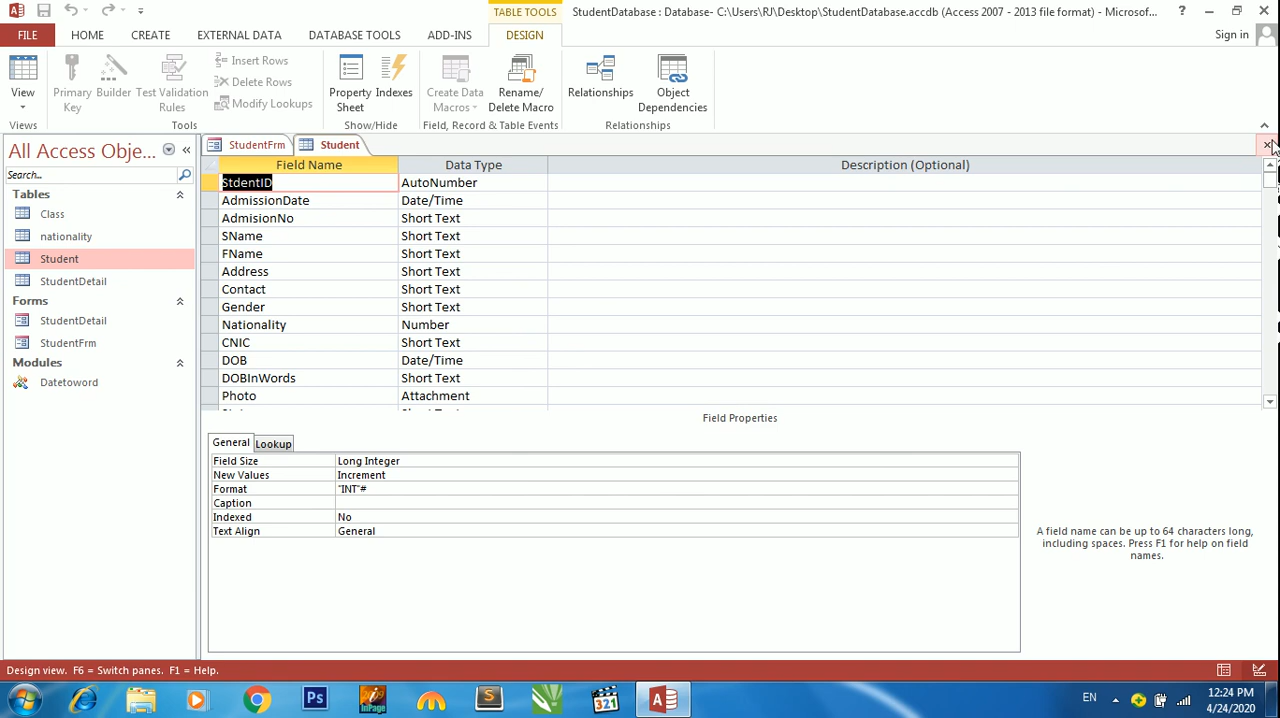 StudentDatabase : Database- C:\Users\RJ\Desktop\StudentDatabase.accdb (Access 2007 - 2013 file format) - Microsoft...
TABLE TOOLS
FILE HOME CREATE EXTERNAL DATA DATABASE TOOLS ADD-INS DESIGN
Sign in
View
Primary Key
Builder
Test Validation Rules
Insert Rows
Delete Rows
Modify Lookups
Property Sheet
Indexes
Create Data Macros
Rename/ Delete Macro
Relationships
Object Dependencies
Views Tools Show/Hide Field, Record & Table Events Relationships
All Access Obje...
Search...
Tables
Class
nationality
Student
StudentDetail
Forms
StudentDetail
StudentFrm
Modules
Datetoword
StudentFrm Student
Field Name Data Type Description (Optional)
StdentID AutoNumber
AdmissionDate Date/Time
AdmisionNo Short Text
SName Short Text
FName Short Text
Address Short Text
Contact Short Text
Gender Short Text
Nationality Number
CNIC Short Text
DOB Date/Time
DOBInWords Short Text
Photo Attachment
Field Properties
General Lookup
Field Size Long Integer
New Values Increment
Format "INT"#
Caption
Indexed No
Text Align General
A field name can be up to 64 characters long,
including spaces. Press F1 for help on field
names.
Design view. F6 = Switch panes. F1 = Help.
Ps
InPage
S
321
EN
12:24 PM
4/24/2020